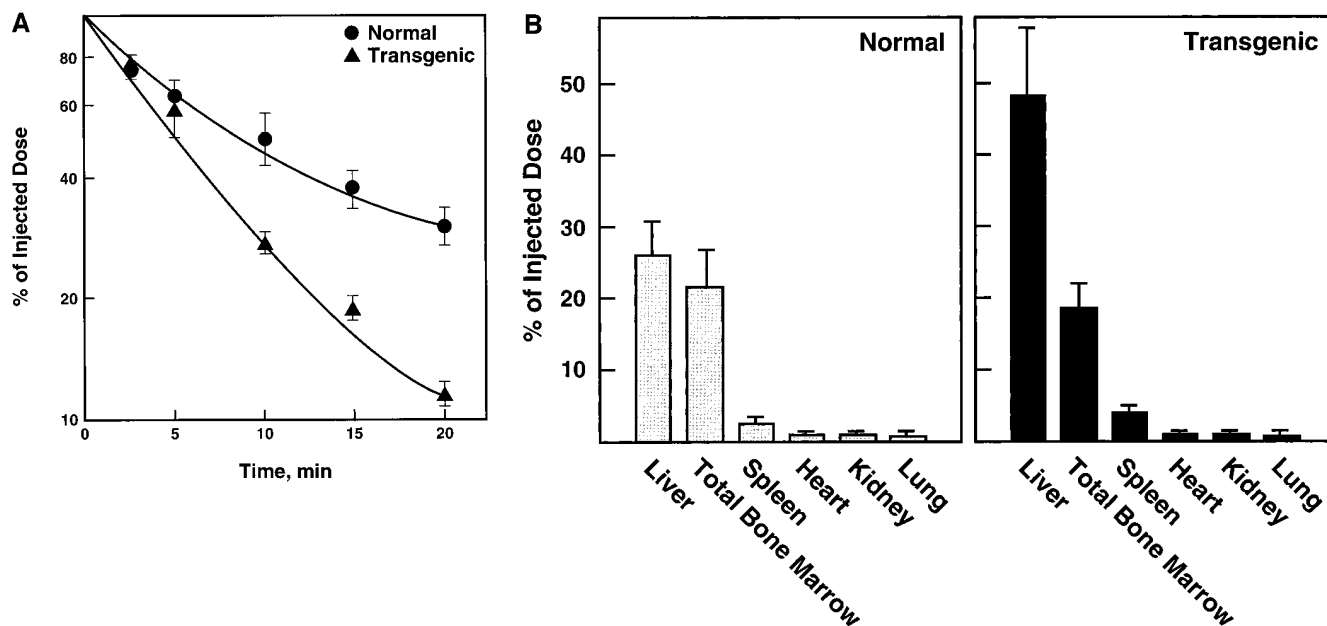 A
Normal
Transgenic
80
60
40
20
10
0
5
10
15
20
% of Injected Dose
Time, min
B
Normal
Transgenic
50
40
30
20
10
% of Injected Dose
Liver
Total Bone Marrow
Spleen
Heart
Kidney
Lung
Liver
Total Bone Marrow
Spleen
Heart
Kidney
Lung